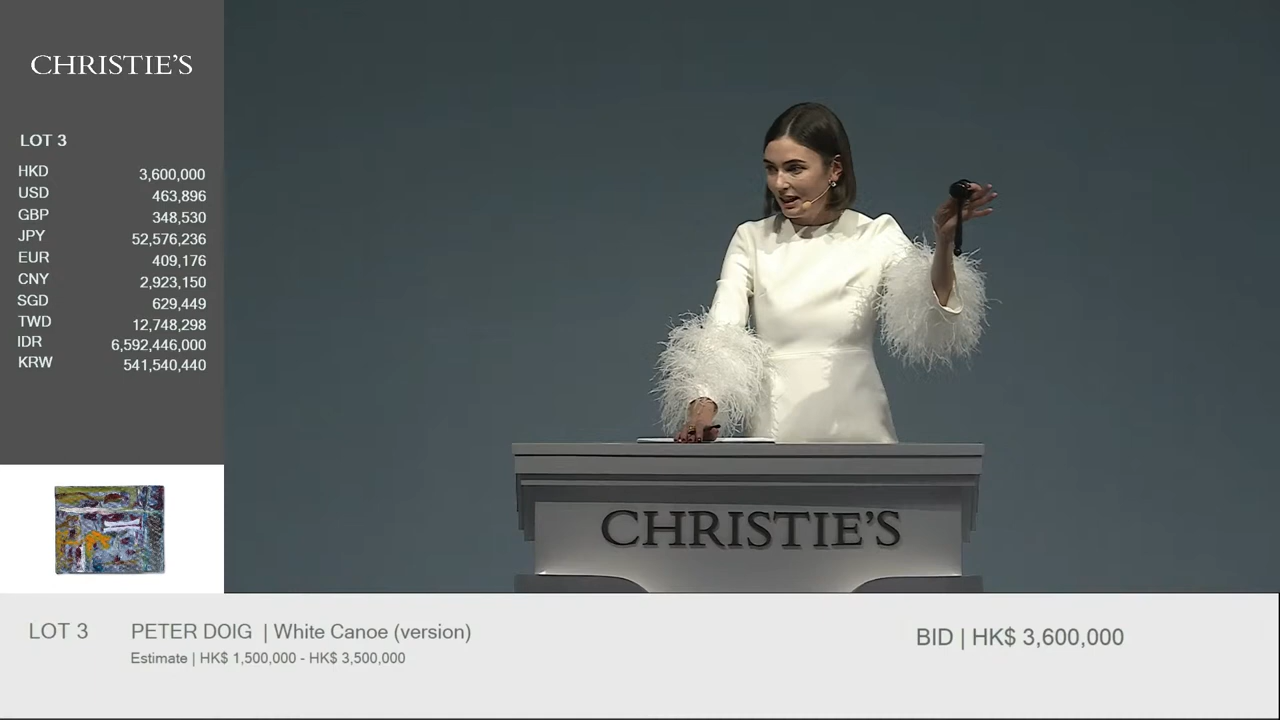 CHRISTIE'S
LOT 3
HKD 3,600,000
USD 463,896
GBP 348,530
JPY 52,576,236
EUR 409,176
CNY 2,923,150
SGD 629,449
TWD 12,748,298
IDR 6,592,446,000
KRW 541,540,440
CHRISTIE'S
LOT 3 PETER DOIG | White Canoe (version) BID | HK$ 3,600,000
Estimate | HK$ 1,500,000 - HK$ 3,500,000